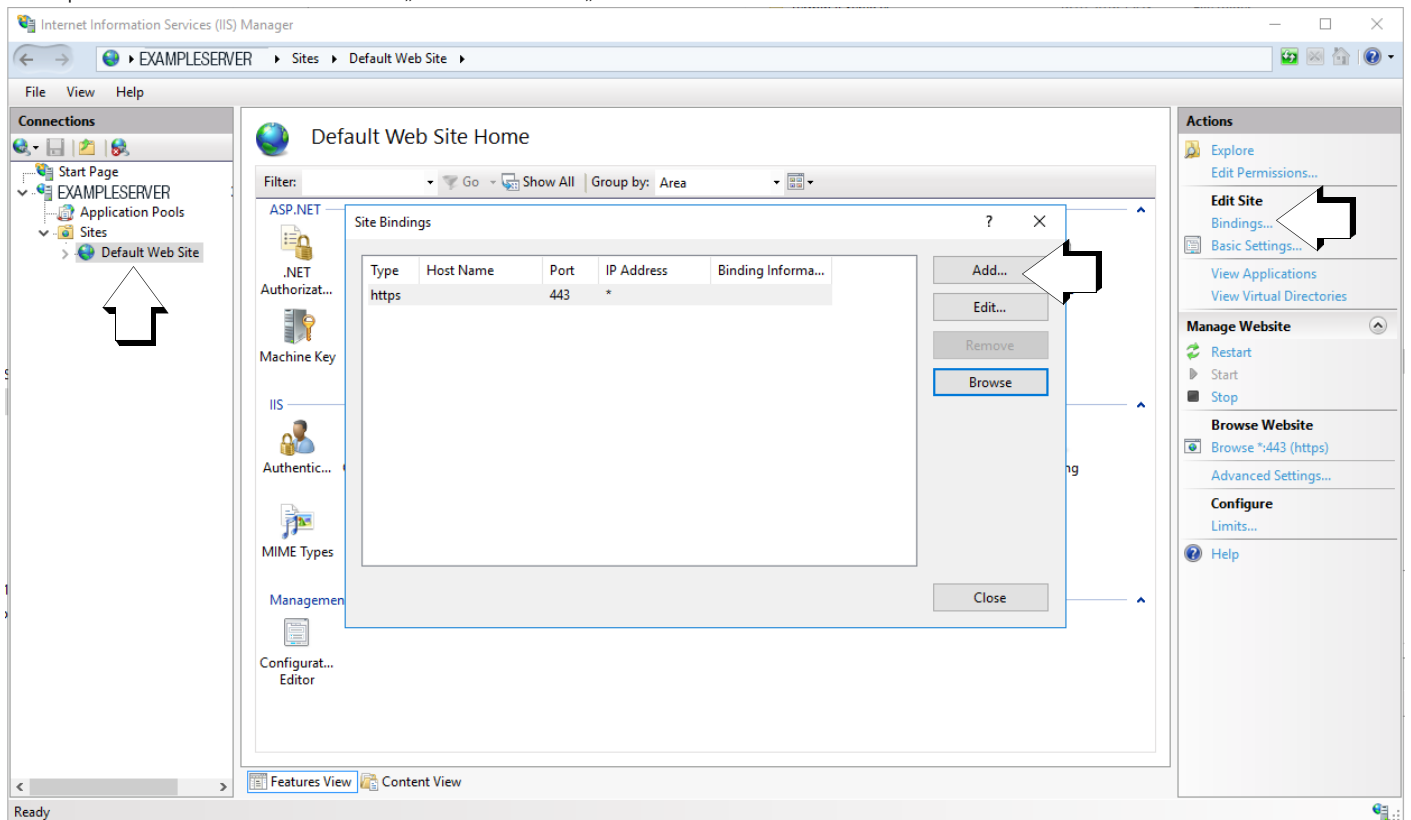 Internet Information Services (IIS) Manager
EXAMPLESERVER Sites Default Web Site
File View Help
Connections
Start Page
EXAMPLESERVER
Application Pools
Sites
Default Web Site
Default Web Site Home
Filter: Go Show All Group by: Area
ASP.NET
.NET
Authorizat...
Machine Key
IIS
Authentic...
ng
MIME Types
Managemen
Configurat...
Editor
Site Bindings ?
Type Host Name Port IP Address Binding Informa...
https 443 *
Add...
Edit...
Remove
Browse
Close
Features View Content View
Actions
Explore
Edit Permissions...
Edit Site
Bindings...
Basic Settings...
View Applications
View Virtual Directories
Manage Website
Restart
Start
Stop
Browse Website
Browse *:443 (https)
Advanced Settings...
Configure
Limits...
Help
Ready